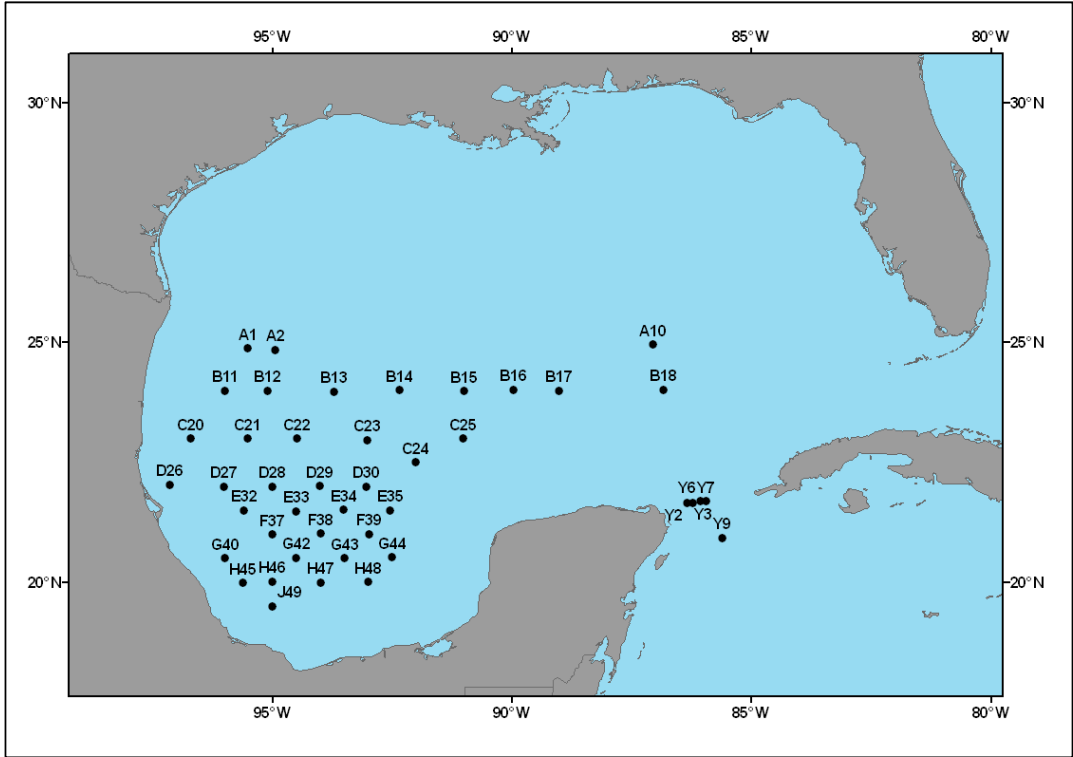 95°W 90°W 85°W 80°W
30°N 30°N
A1 A2 A10
25°N 25°N
B11 B12 B13 B14 B15 B16 B17 B18
C20 C21 C22 C23 C25
C24
D26 D27 D28 D29 D30
E32 E33 E34 E35
Y6 Y7
Y2 Y3
F37 F38 F39
Y9
G40 G42 G43 G44
H45 H46 H47 H48
20°N 20°N
J49
95°W 90°W 85°W 80°W